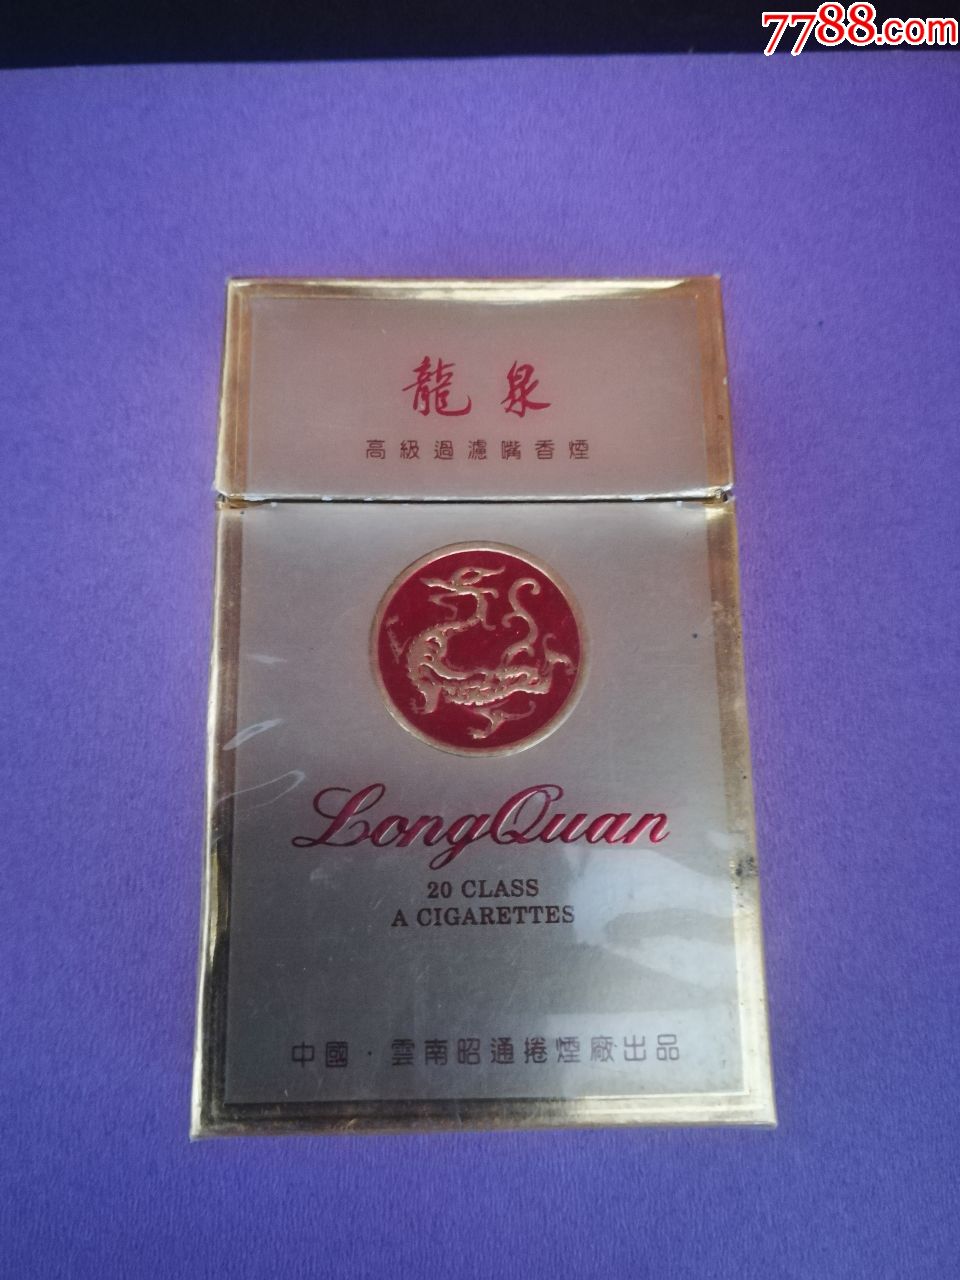 7788.com
龍泉
高級過濾嘴香煙
LongQuan
20 CLASS
A CIGARETTES
中國·雲南昭通捲煙廠出品